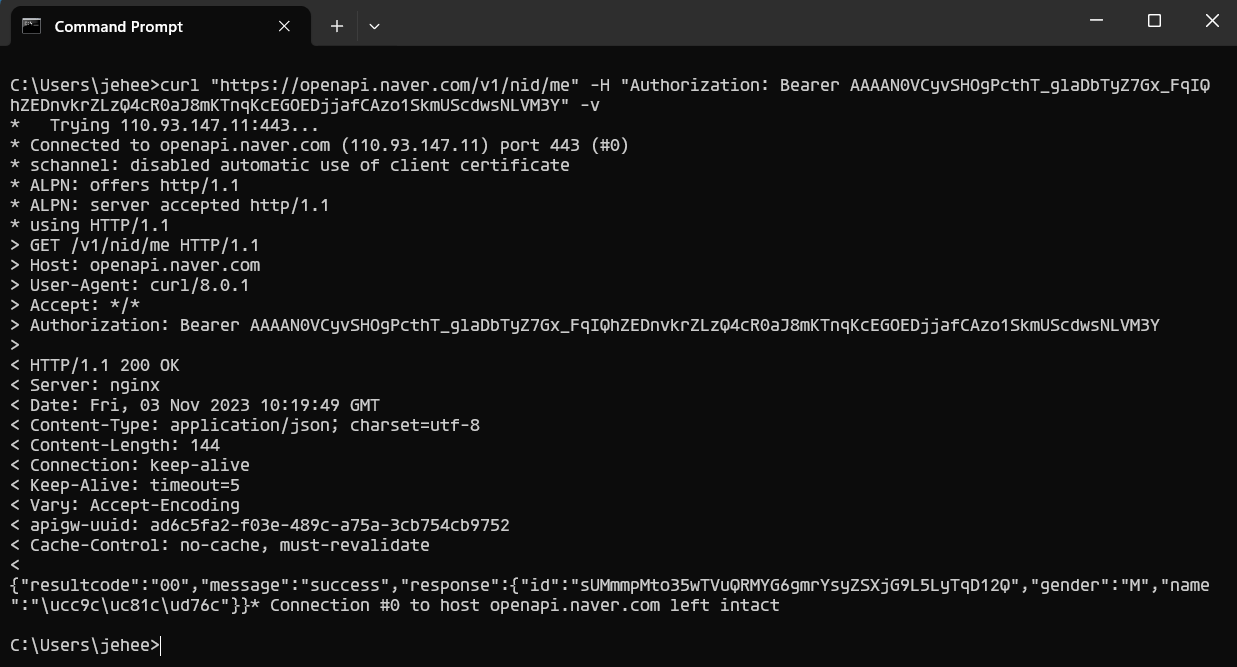 Command Prompt
C:\Users\jehee>curl "https://openapi.naver.com/v1/nid/me" -H "Authorization: Bearer AAAAN0VCyvSHOgPcthT_glaDbTyZ7Gx_FqIQ
hZEDnvkrZLzQ4cR0aJ8mKTnqKcEGOEDjjafCAzo1SkmUScdwsNLVM3Y" -v
*   Trying 110.93.147.11:443...
* Connected to openapi.naver.com (110.93.147.11) port 443 (#0)
* schannel: disabled automatic use of client certificate
* ALPN: offers http/1.1
* ALPN: server accepted http/1.1
* using HTTP/1.1
> GET /v1/nid/me HTTP/1.1
> Host: openapi.naver.com
> User-Agent: curl/8.0.1
> Accept: */*
> Authorization: Bearer AAAAN0VCyvSHOgPcthT_glaDbTyZ7Gx_FqIQhZEDnvkrZLzQ4cR0aJ8mKTnqKcEGOEDjjafCAzo1SkmUScdwsNLVM3Y
>
< HTTP/1.1 200 OK
< Server: nginx
< Date: Fri, 03 Nov 2023 10:19:49 GMT
< Content-Type: application/json; charset=utf-8
< Content-Length: 144
< Connection: keep-alive
< Keep-Alive: timeout=5
< Vary: Accept-Encoding
< apigw-uuid: ad6c5fa2-f03e-489c-a75a-3cb754cb9752
< Cache-Control: no-cache, must-revalidate
<
{"resultcode":"00","message":"success","response":{"id":"sUMmmpMto35wTVuQRMYG6gmrYsyZSXjG9L5LyTqD12Q","gender":"M","name
":"\ucc9c\uc81c\ud76c"}}* Connection #0 to host openapi.naver.com left intact
C:\Users\jehee>